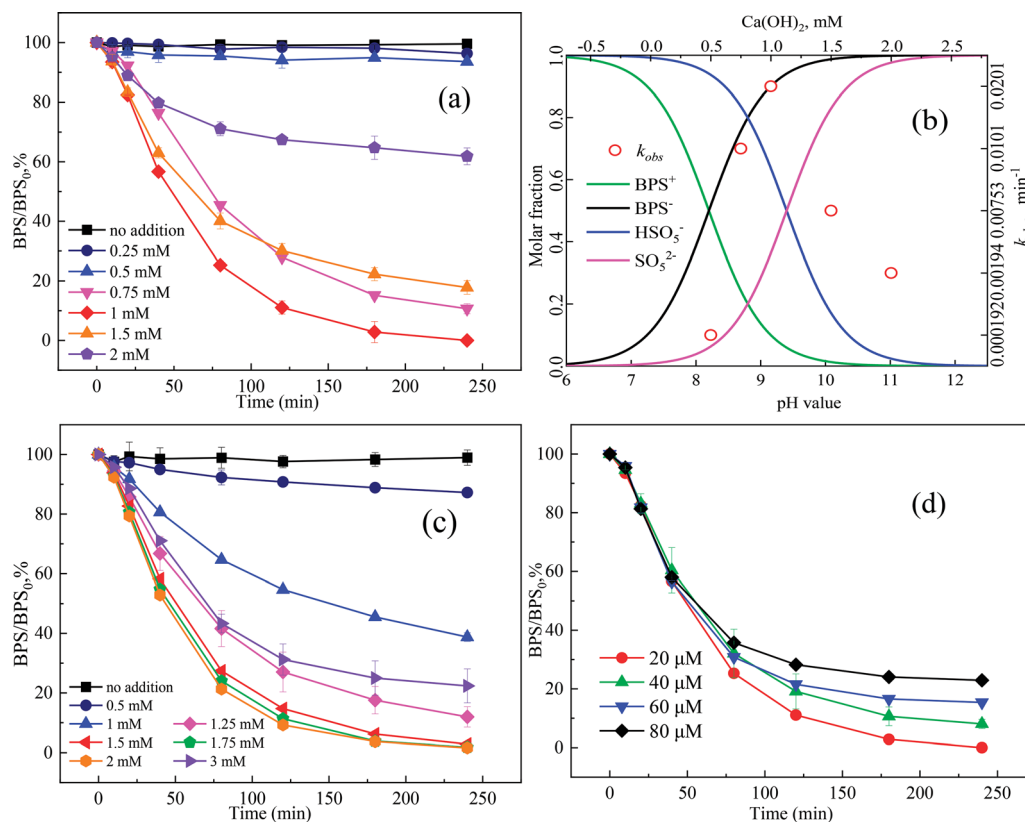 (a)
100
80
60
40
20
0
BPS/BPS₀,%
no addition
0.25 mM
0.5 mM
0.75 mM
1 mM
1.5 mM
2 mM
0 50 100 150 200 250
Time (min)
Ca(OH)₂, mM
-0.5 0.0 0.5 1.0 1.5 2.0 2.5
(b)
1.0
0.8
0.6
0.4
0.2
0.0
Molar fraction
kobs
BPS⁺
BPS⁻
HSO₅⁻
SO₅²⁻
0.0201
0.0101
0.00753
0.00194
0.000192
min⁻¹
6 7 8 9 10 11 12
pH value
(c)
100
80
60
40
20
0
BPS/BPS₀,%
no addition
0.5 mM
1 mM 1.25 mM
1.5 mM 1.75 mM
2 mM 3 mM
0 50 100 150 200 250
Time (min)
(d)
100
80
60
40
20
0
BPS/BPS₀,%
20 μM
40 μM
60 μM
80 μM
0 50 100 150 200 250
Time (min)